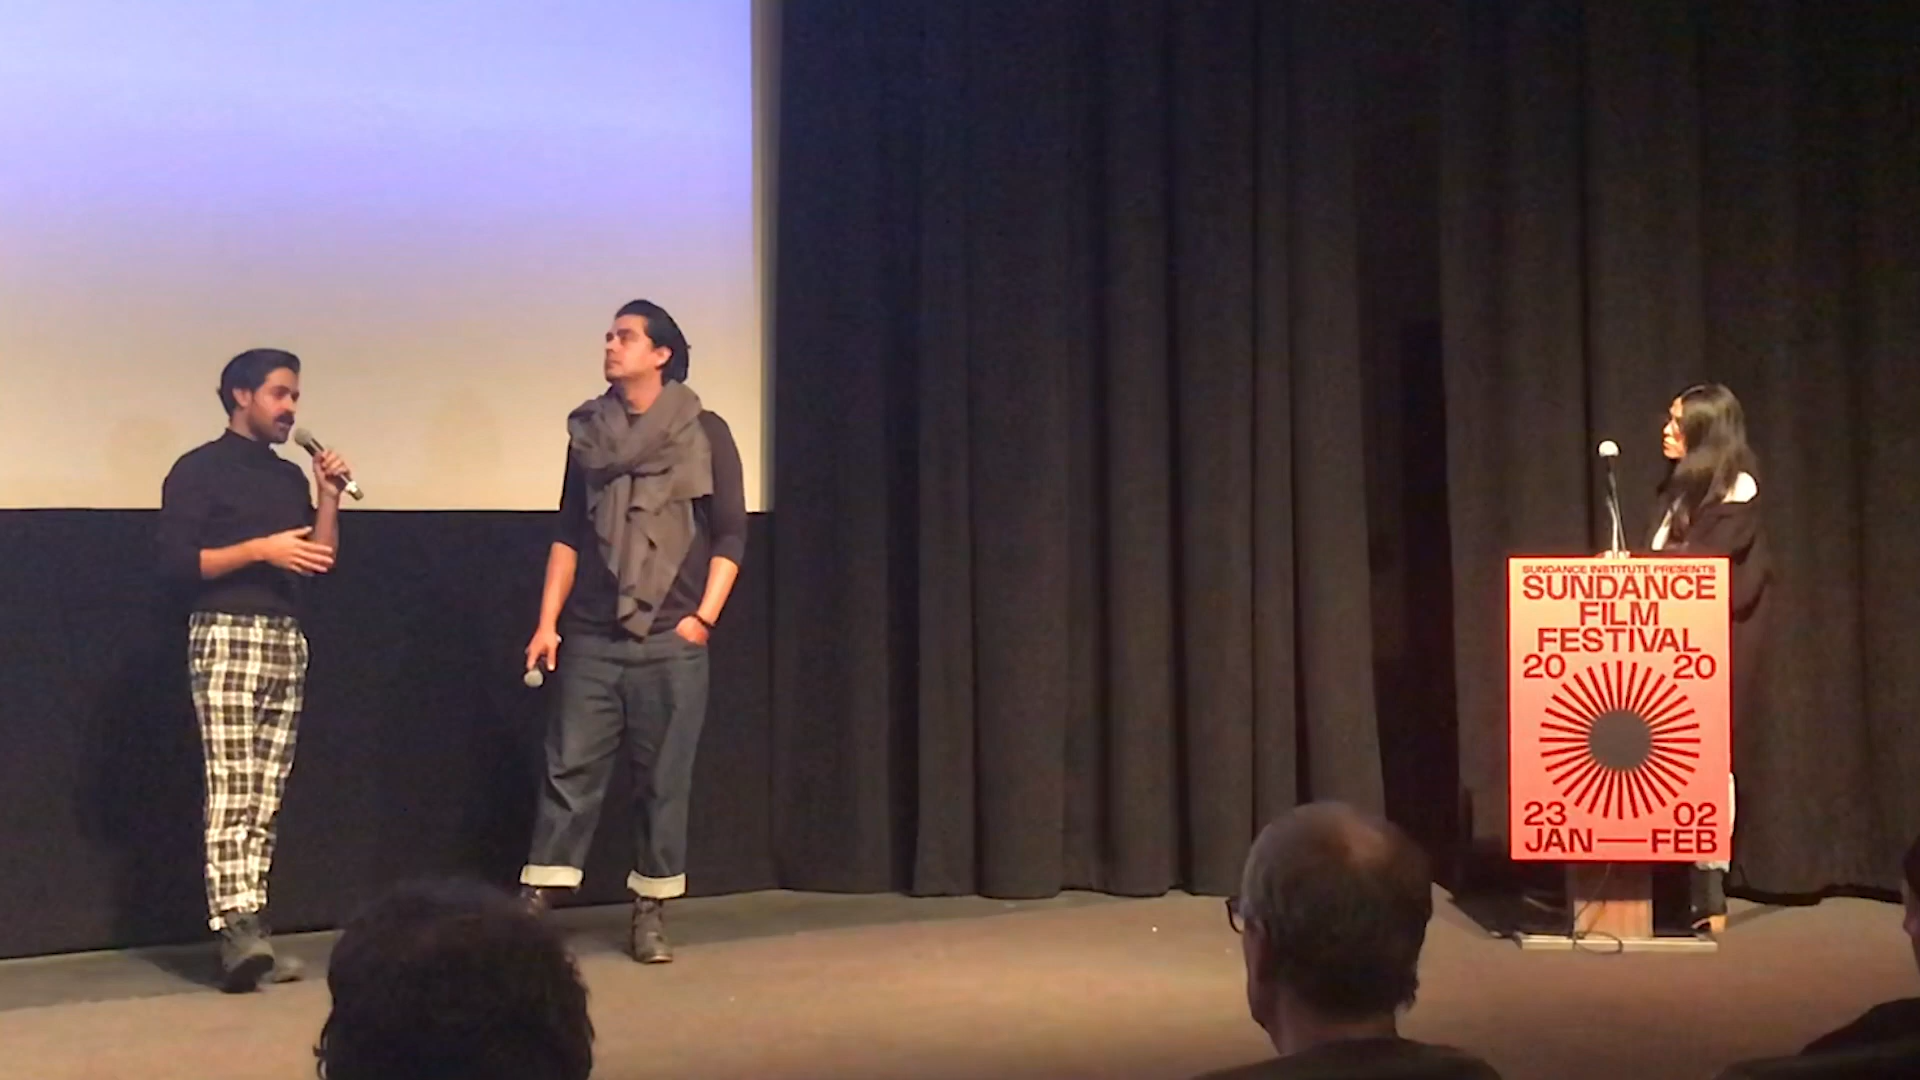 SUNDANCE INSTITUTE PRESENTS
SUNDANCE
FILM
FESTIVAL
20 20
23 02
JAN—FEB